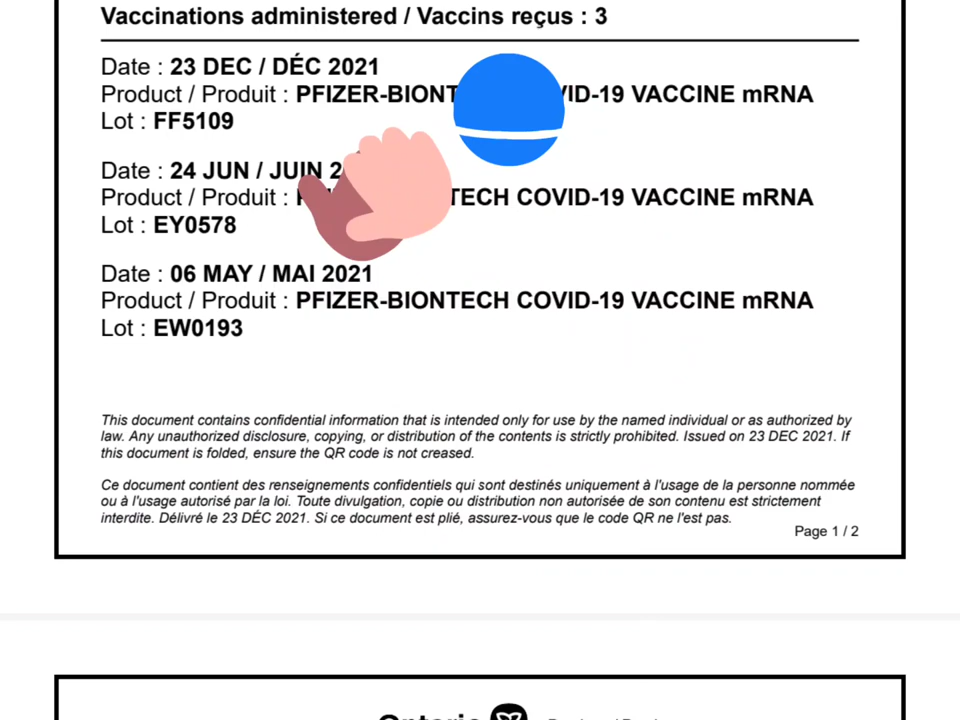 Vaccinations administered / Vaccins reçus : 3
Date : 23 DEC / DÉC 2021
Product / Produit : PFIZER-BIONT VID-19 VACCINE mRNA
Lot : FF5109
Date : 24 JUN / JUIN 2
Product / Produit : TECH COVID-19 VACCINE mRNA
Lot : EY0578
Date : 06 MAY / MAI 2021
Product / Produit : PFIZER-BIONTECH COVID-19 VACCINE mRNA
Lot : EW0193
This document contains confidential information that is intended only for use by the named individual or as authorized by
law. Any unauthorized disclosure, copying, or distribution of the contents is strictly prohibited. Issued on 23 DEC 2021. If
this document is folded, ensure the QR code is not creased.
Ce document contient des renseignements confidentiels qui sont destinés uniquement à l'usage de la personne nommée
ou à l'usage autorisé par la loi. Toute divulgation, copie ou distribution non autorisée de son contenu est strictement
interdite. Délivré le 23 DÉC 2021. Si ce document est plié, assurez-vous que le code QR ne l'est pas.
Page 1 / 2
Ontario